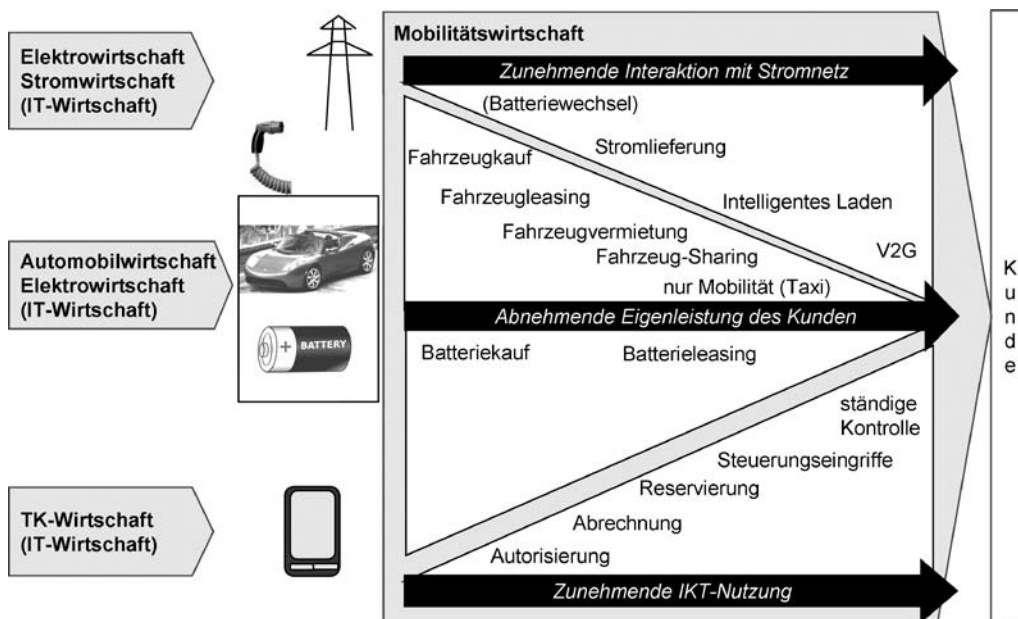 Elektrowirtschaft
Stromwirtschaft
(IT-Wirtschaft)
Automobilwirtschaft
Elektrowirtschaft
(IT-Wirtschaft)
BATTERY
TK-Wirtschaft
(IT-Wirtschaft)
Mobilitätswirtschaft
Zunehmende Interaktion mit Stromnetz
(Batteriewechsel)
Stromlieferung
Intelligentes Laden
V2G
Fahrzeugkauf
Fahrzeugleasing
Fahrzeugvermietung
Fahrzeug-Sharing
nur Mobilität (Taxi)
Abnehmende Eigenleistung des Kunden
Batteriekauf
Batterieleasing
ständige
Kontrolle
Steuerungseingriffe
Reservierung
Abrechnung
Autorisierung
Zunehmende IKT-Nutzung
Kunde